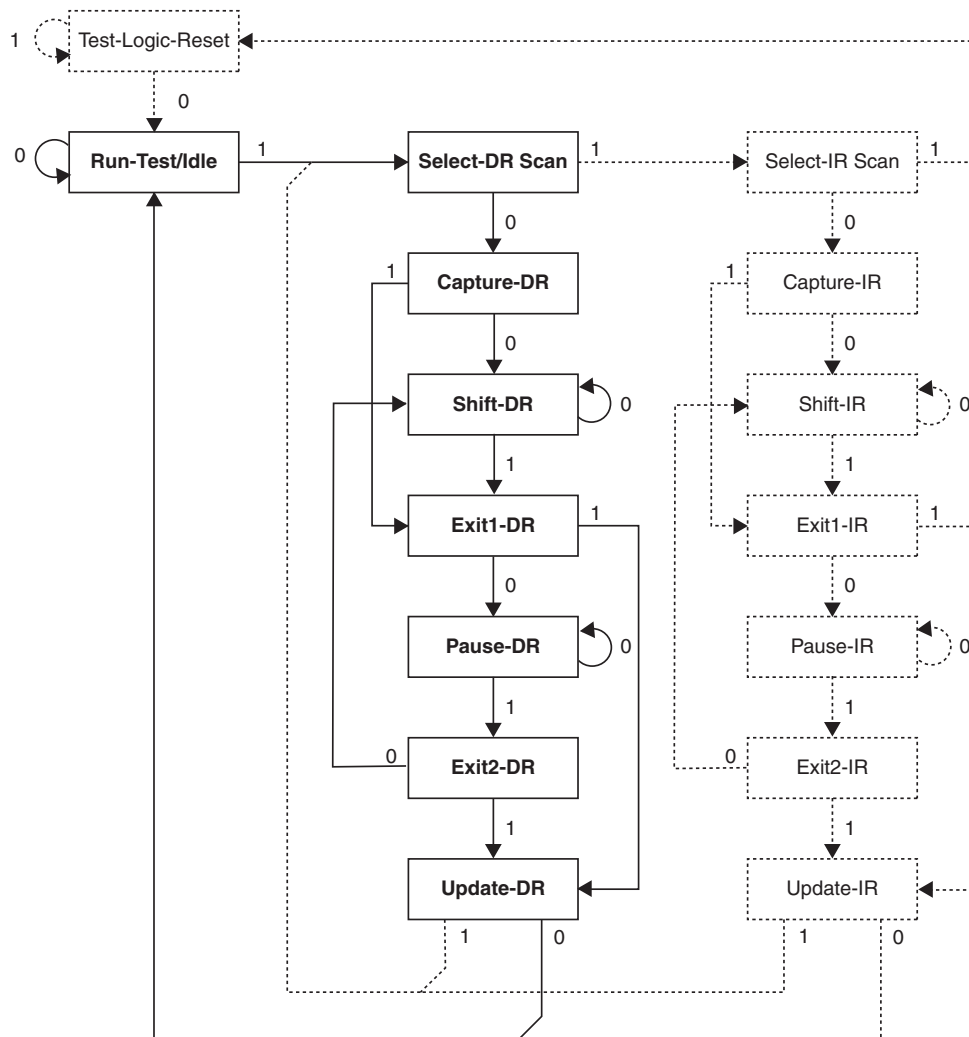 1
Test-Logic-Reset
0
0
Run-Test/Idle
1
Select-DR Scan
1
Select-IR Scan
1
0
0
1
Capture-DR
1
Capture-IR
0
0
Shift-DR
0
Shift-IR
0
1
1
Exit1-DR
1
Exit1-IR
1
0
0
Pause-DR
0
Pause-IR
0
1
1
0
Exit2-DR
0
Exit2-IR
1
1
Update-DR
Update-IR
1
0
1
0